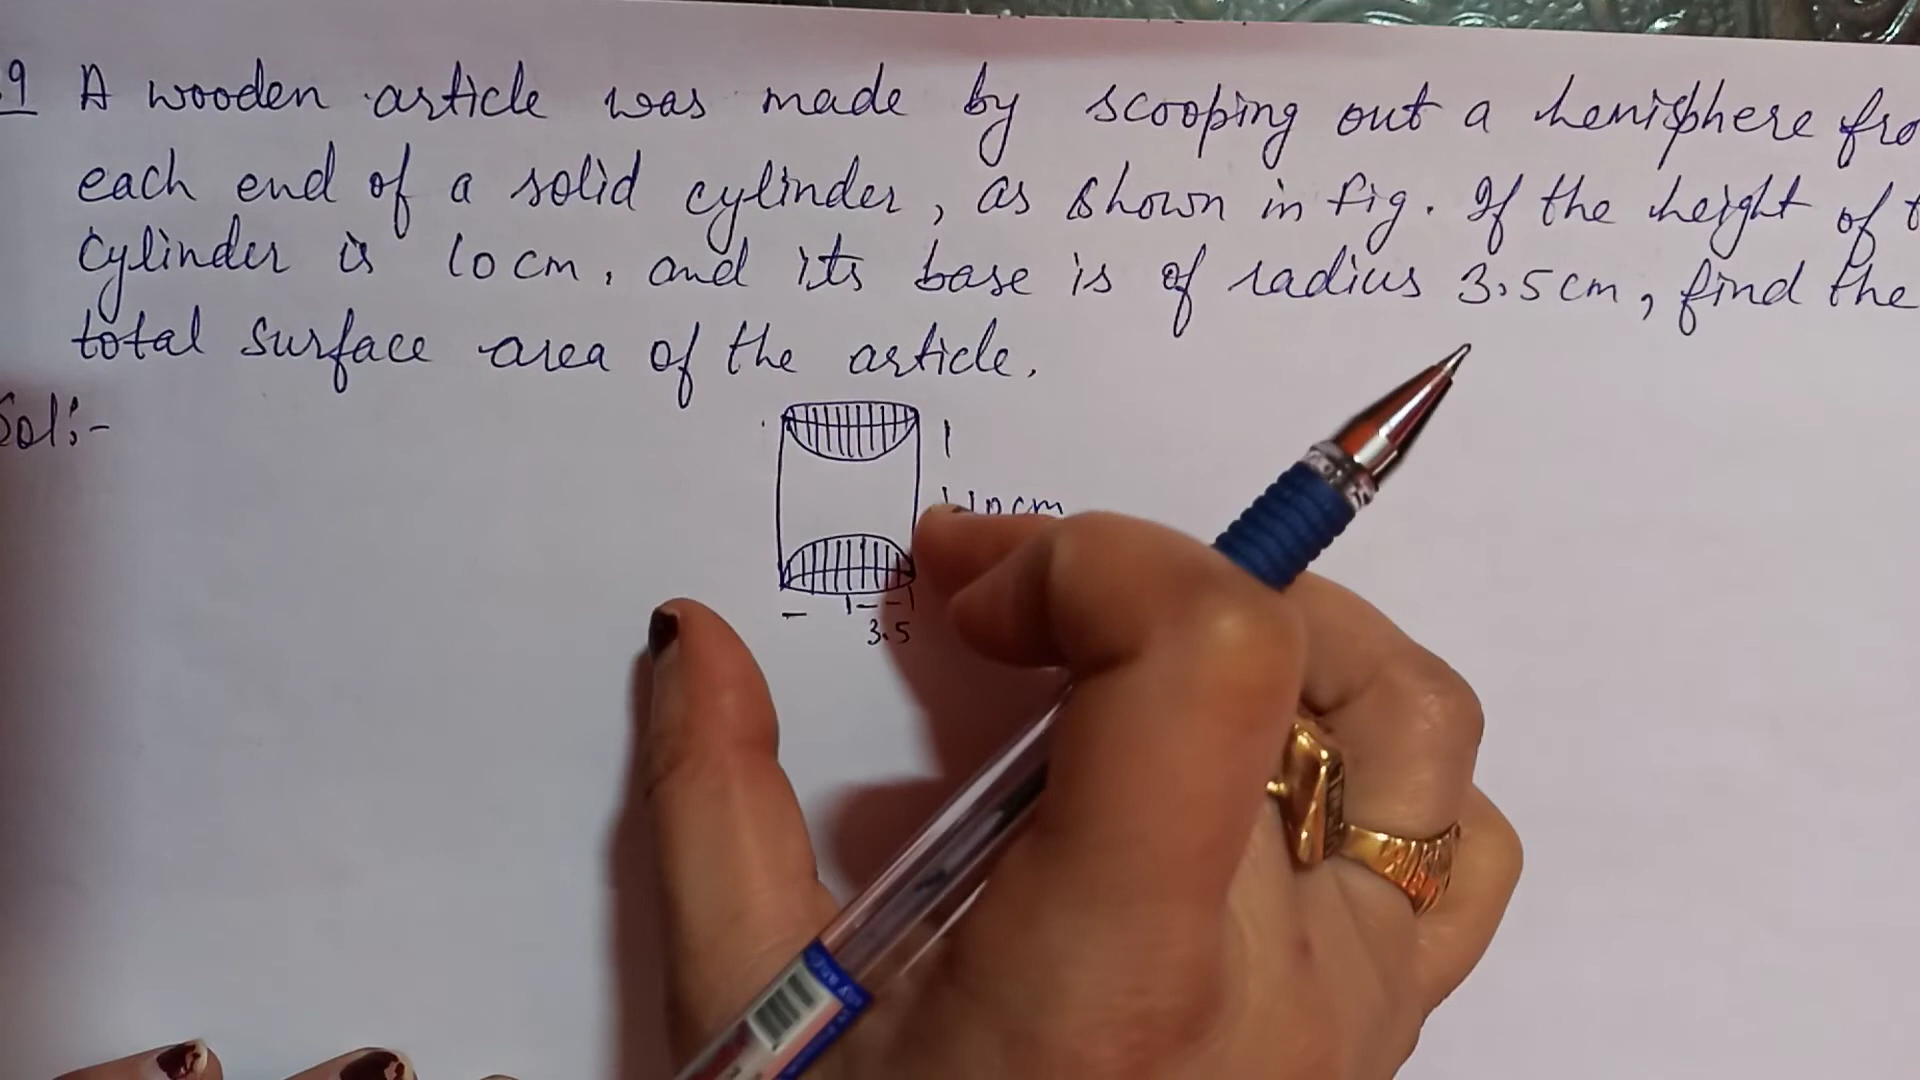 9 A wooden article was made by scooping out a hemisphere fro
each end of a solid cylinder, as shown in fig. If the height of t
cylinder is 10 cm, and its base is of radius 3.5 cm, find the
total surface area of the article.
Sol:-
10 cm
3.5